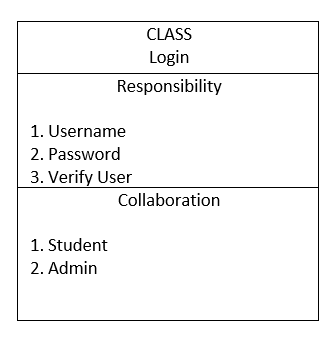 CLASS
Login
Responsibility
1. Username
2. Password
3. Verify User
Collaboration
1. Student
2. Admin